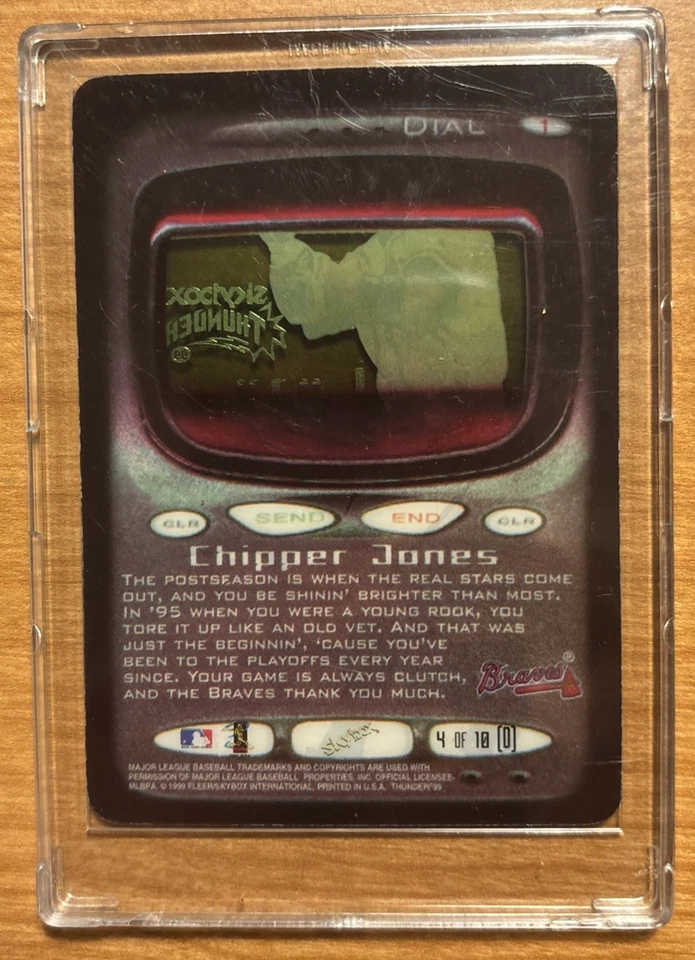 DIAL 1
skybox
THUNDER
99
CLR SEND END CLR
Chipper Jones
THE POSTSEASON IS WHEN THE REAL STARS COME
OUT, AND YOU BE SHININ' BRIGHTER THAN MOST.
IN '95 WHEN YOU WERE A YOUNG ROOK, YOU
TORE IT UP LIKE AN OLD VET. AND THAT WAS
JUST THE BEGINNIN', 'CAUSE YOU'VE
BEEN TO THE PLAYOFFS EVERY YEAR
SINCE. YOUR GAME IS ALWAYS CLUTCH,
AND THE BRAVES THANK YOU MUCH.
Braves®
skybox
4 OF 10 (D)
MAJOR LEAGUE BASEBALL TRADEMARKS AND COPYRIGHTS ARE USED WITH
PERMISSION OF MAJOR LEAGUE BASEBALL PROPERTIES, INC. OFFICIAL LICENSEE-
MLBPA. © 1999 FLEER/SKYBOX INTERNATIONAL. PRINTED IN U.S.A. THUNDER'99